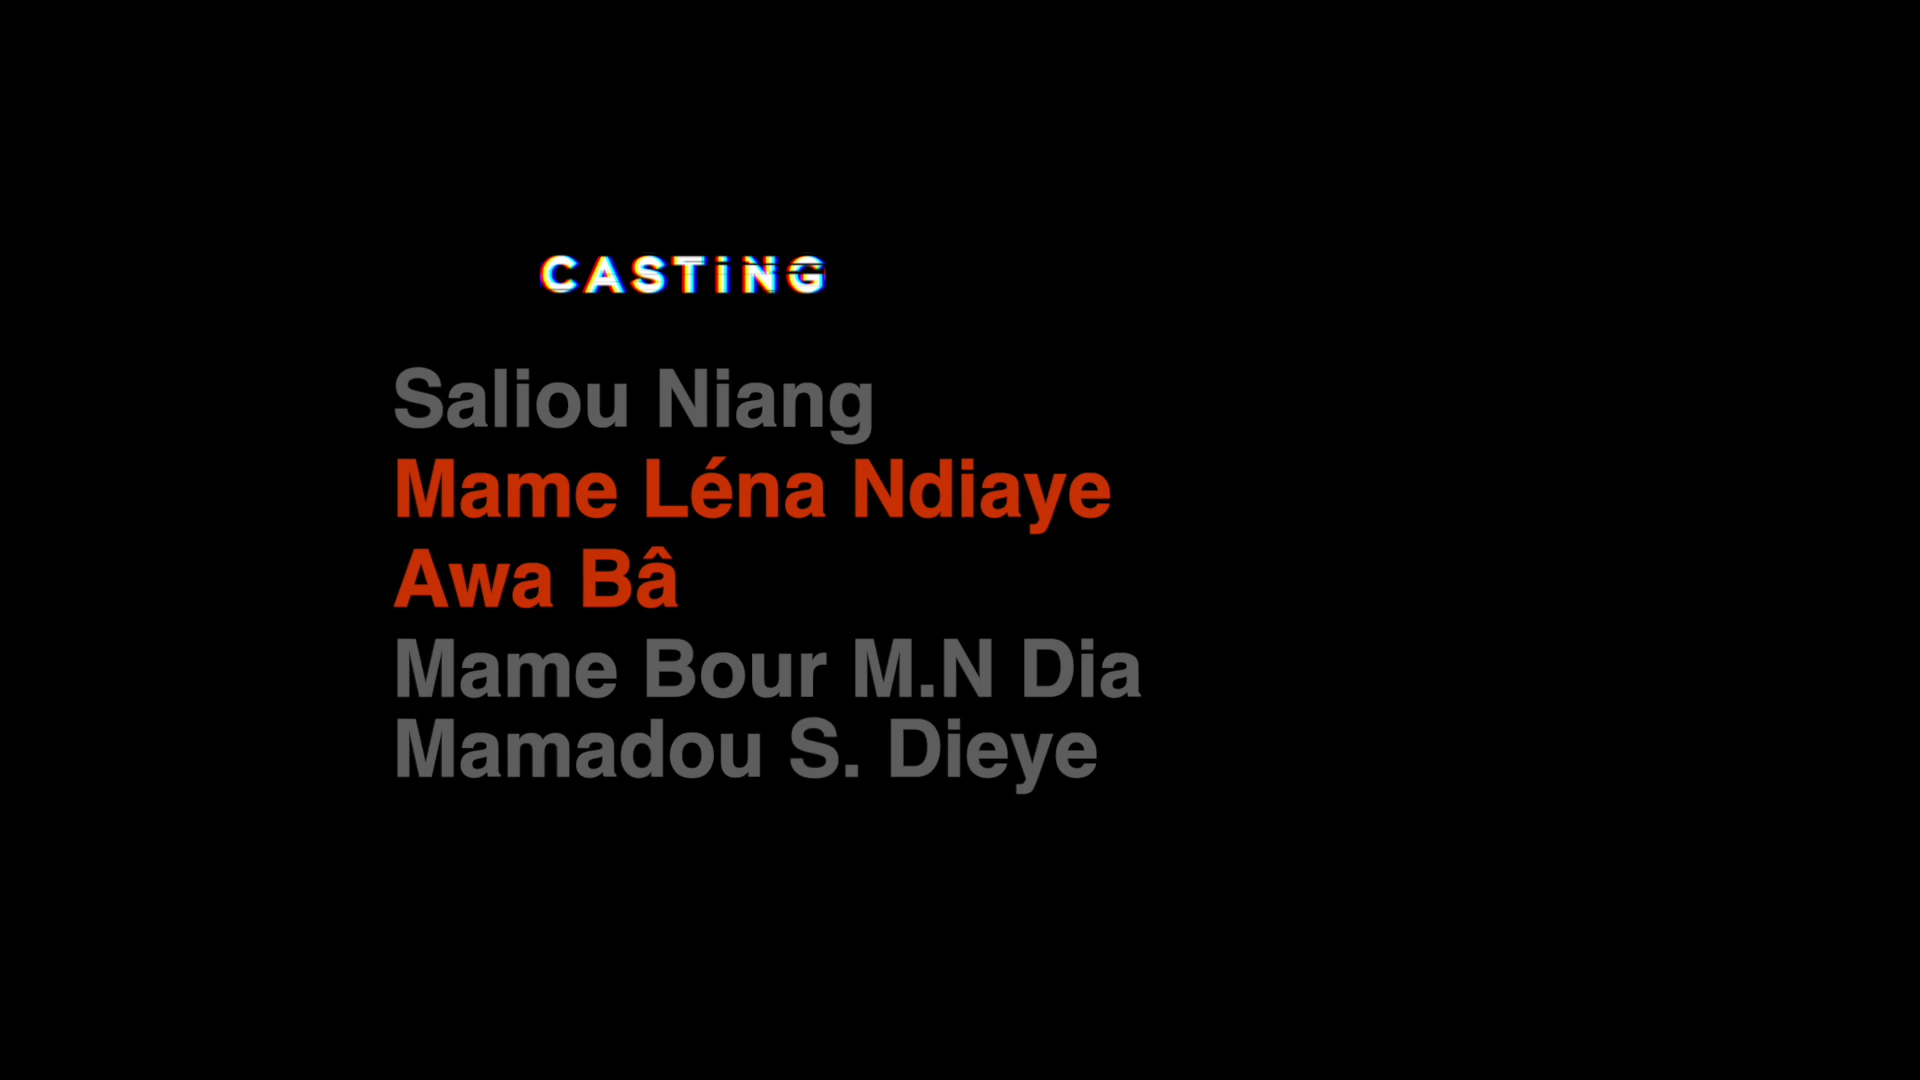 CASTiNG
Saliou Niang
Mame Léna Ndiaye
Awa Bâ
Mame Bour M.N Dia
Mamadou S. Dieye